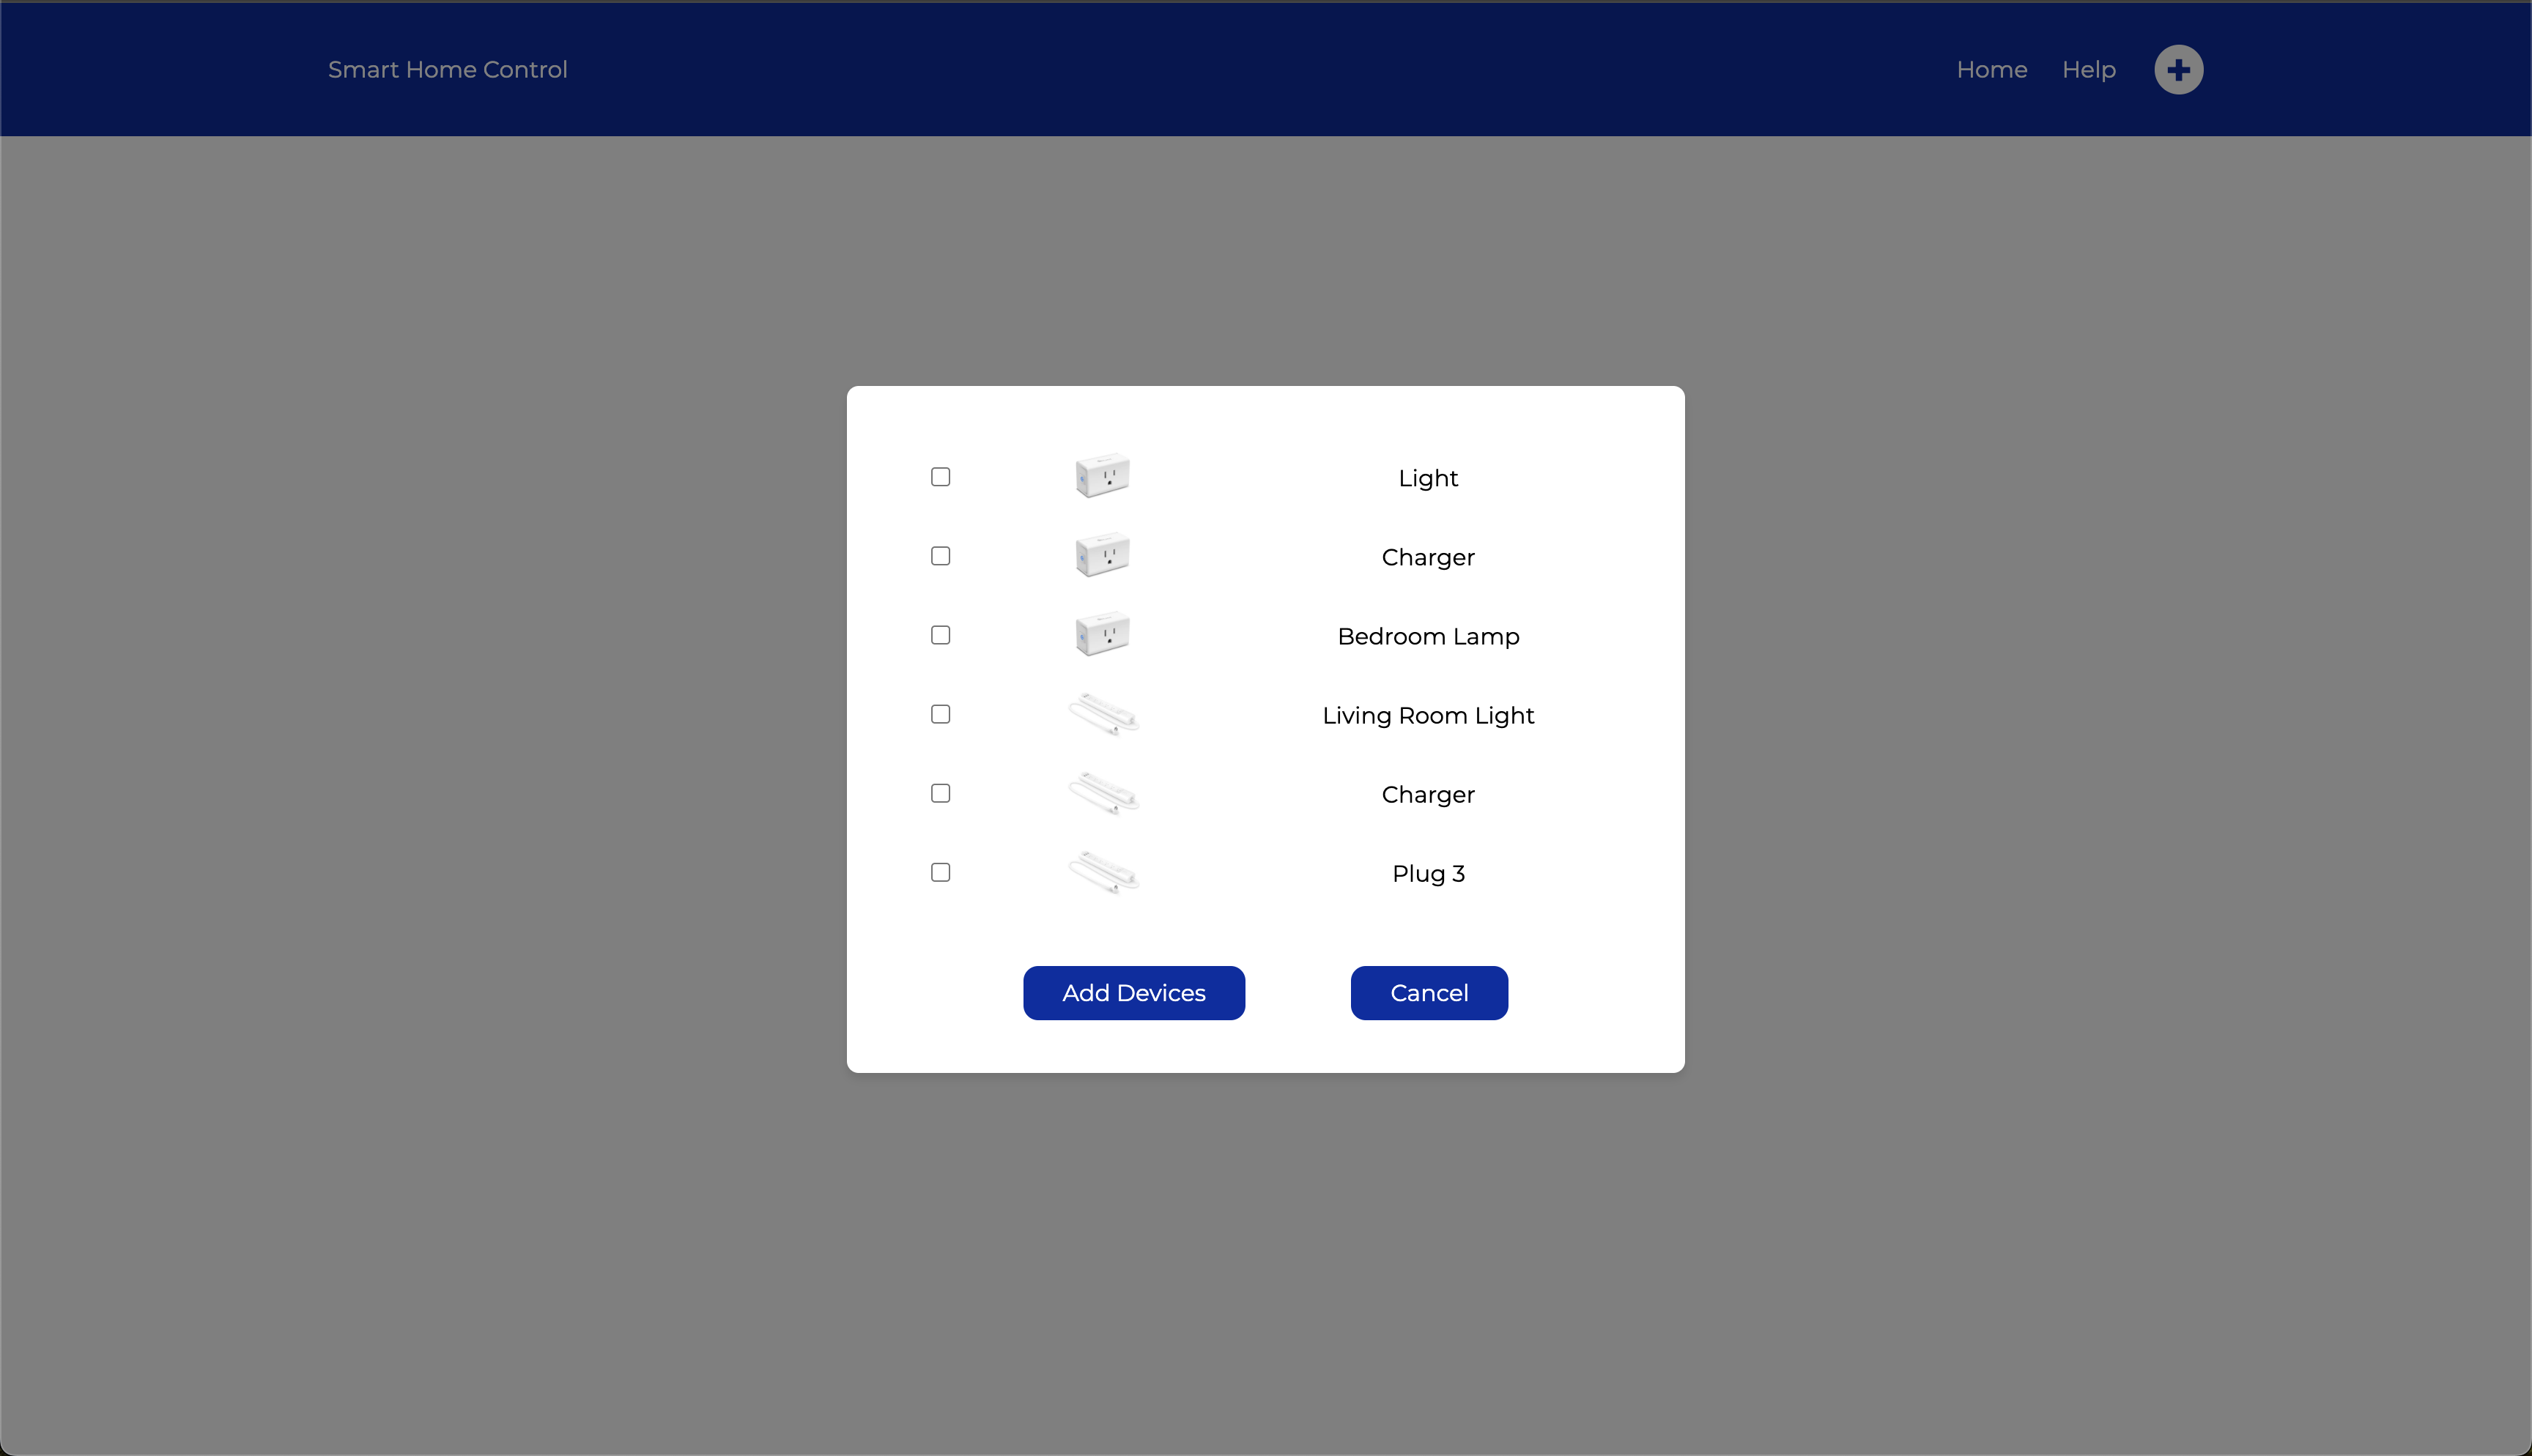 Smart Home Control
Home
Help
Light
Charger
Bedroom Lamp
Living Room Light
Charger
Plug 3
Add Devices
Cancel